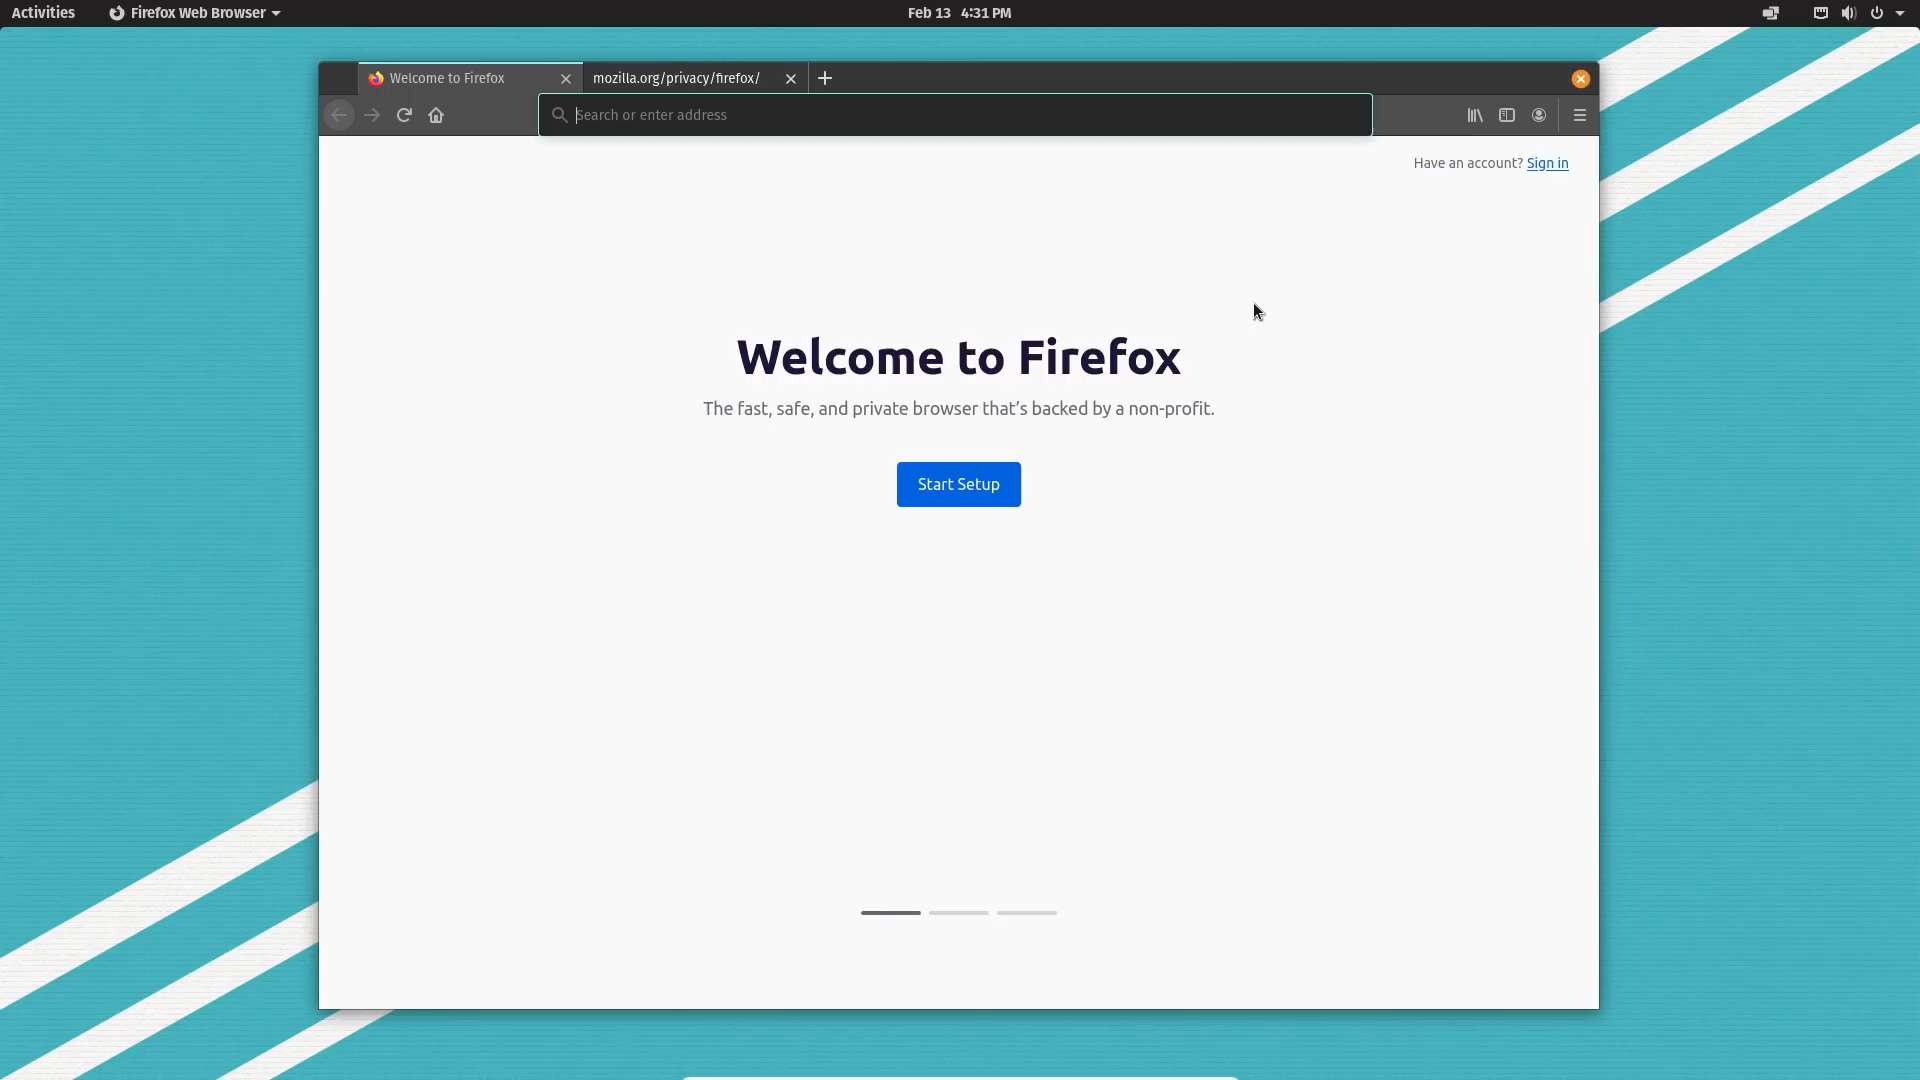 Activities Firefox Web Browser Feb 13 4:31 PM
Welcome to Firefox mozilla.org/privacy/firefox/
Search or enter address
Have an account? Sign in
Welcome to Firefox
The fast, safe, and private browser that’s backed by a non-profit.
Start Setup